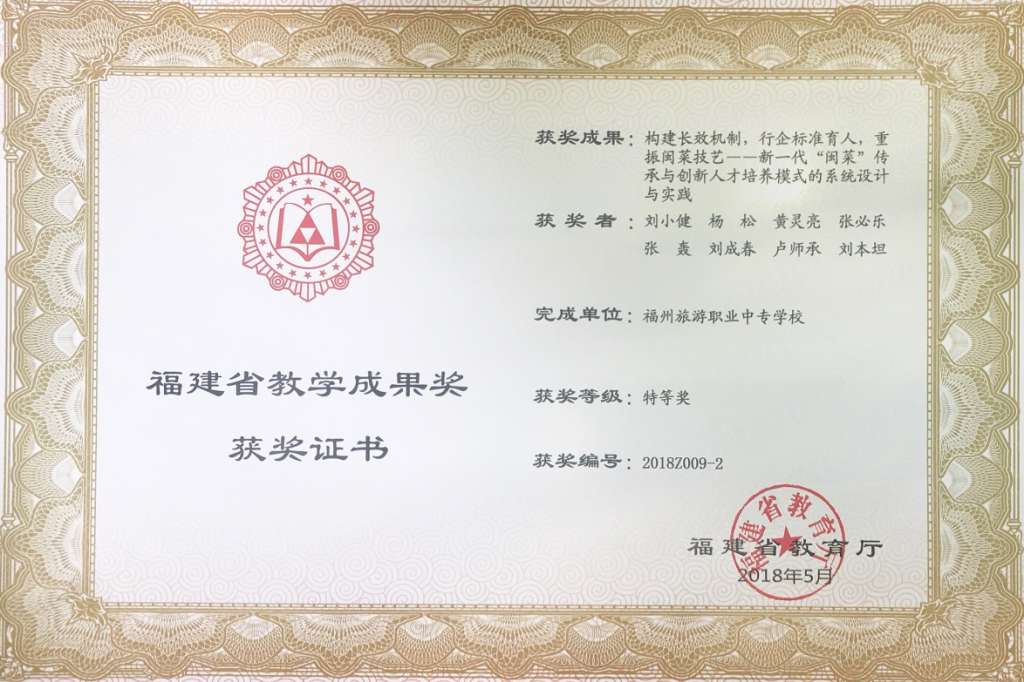 福建省教学成果奖
获奖证书
获奖成果：构建长效机制，行企标准育人，重
振闽菜技艺——新一代“闽菜”传
承与创新人才培养模式的系统设计
与实践
获奖者：刘小健 杨松 黄灵亮 张必乐
张轰 刘成春 卢师承 刘本坦
完成单位：福州旅游职业中专学校
获奖等级：特等奖
获奖编号：2018Z009-2
福建省教育厅
2018年5月
福建省教育厅